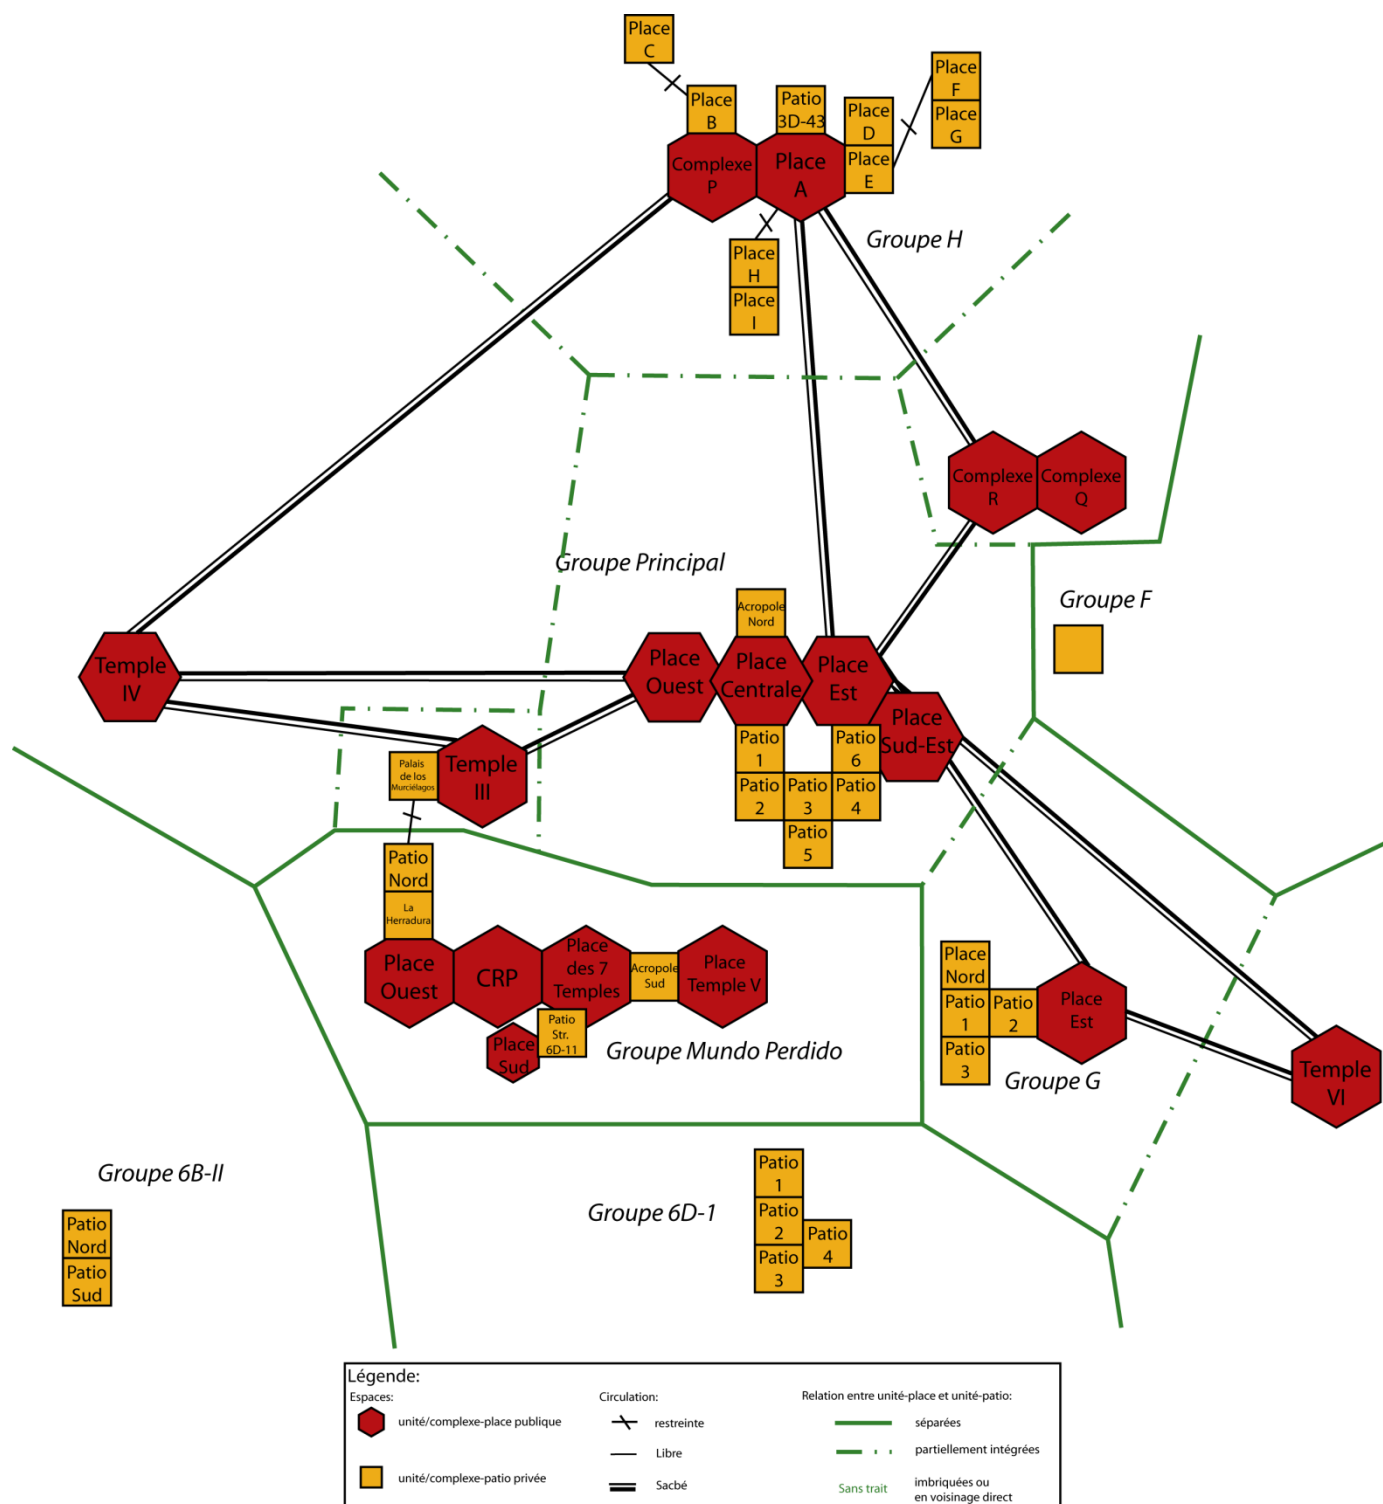 Place
C
Place
B
Patio
3D-43
Place
D
Place
E
Place
F
Place
G
Complexe
P
Place
A
Groupe H
Place
H
Place
I
Complexe
R
Complexe
Q
Groupe Principal
Groupe F
Acropole
Nord
Temple
IV
Place
Ouest
Place
Centrale
Place
Est
Place
Sud-Est
Patio
1
Patio
6
Patio
2
Patio
3
Patio
4
Patio
5
Palais
de los
Murciélagos
Temple
III
Patio
Nord
La
Herradura
Place
Ouest
CRP
Place
des 7
Temples
Acropole
Sud
Place
Temple V
Place
Sud
Patio
Str.
6D-11
Groupe Mundo Perdido
Place
Nord
Patio
1
Patio
2
Patio
3
Place
Est
Groupe G
Temple
VI
Groupe 6B-II
Patio
Nord
Patio
Sud
Groupe 6D-1
Patio
1
Patio
2
Patio
3
Patio
4
Légende:
Espaces:
unité/complexe-place publique
unité/complexe-patio privée
Circulation:
restreinte
Libre
Sacbé
Relation entre unité-place et unité-patio:
séparées
partiellement intégrées
Sans trait
imbriquées ou
en voisinage direct